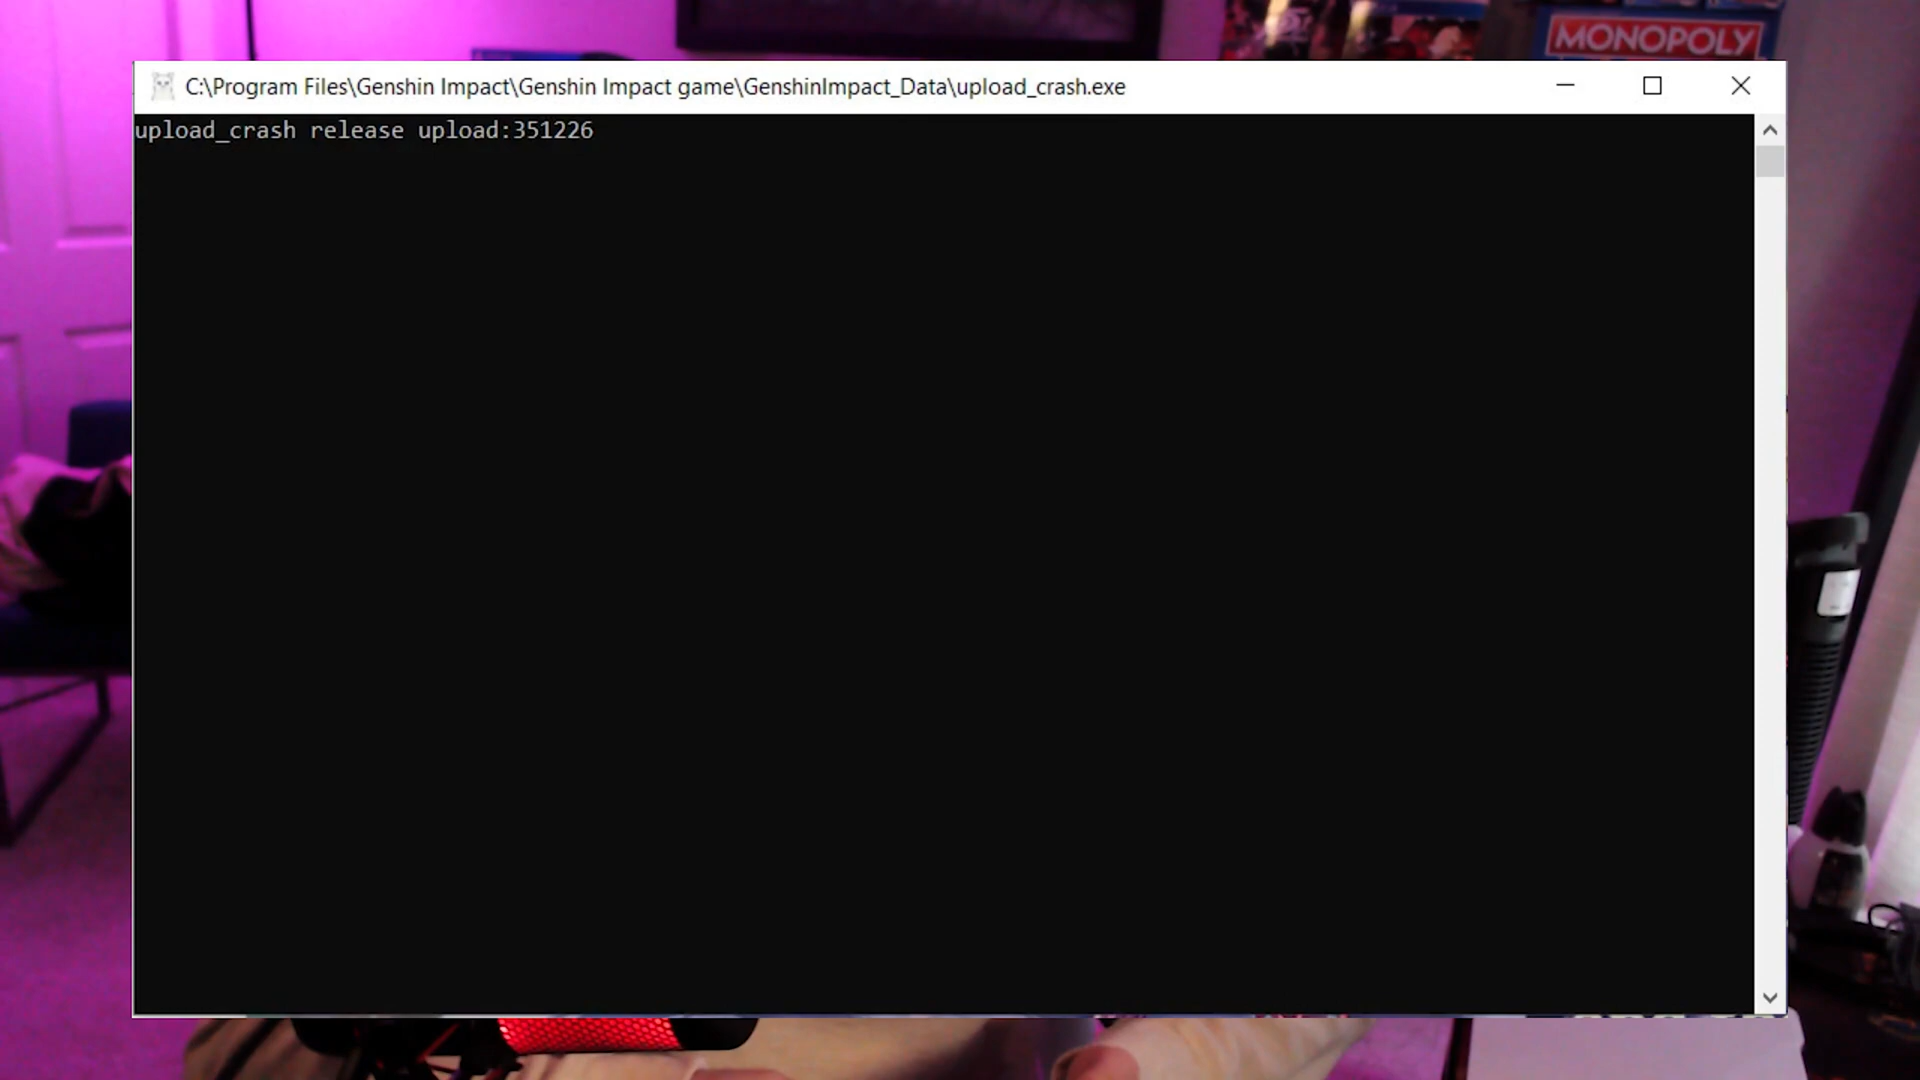 MONOPOLY
C:\Program Files\Genshin Impact\Genshin Impact game\GenshinImpact_Data\upload_crash.exe
upload_crash release upload:351226